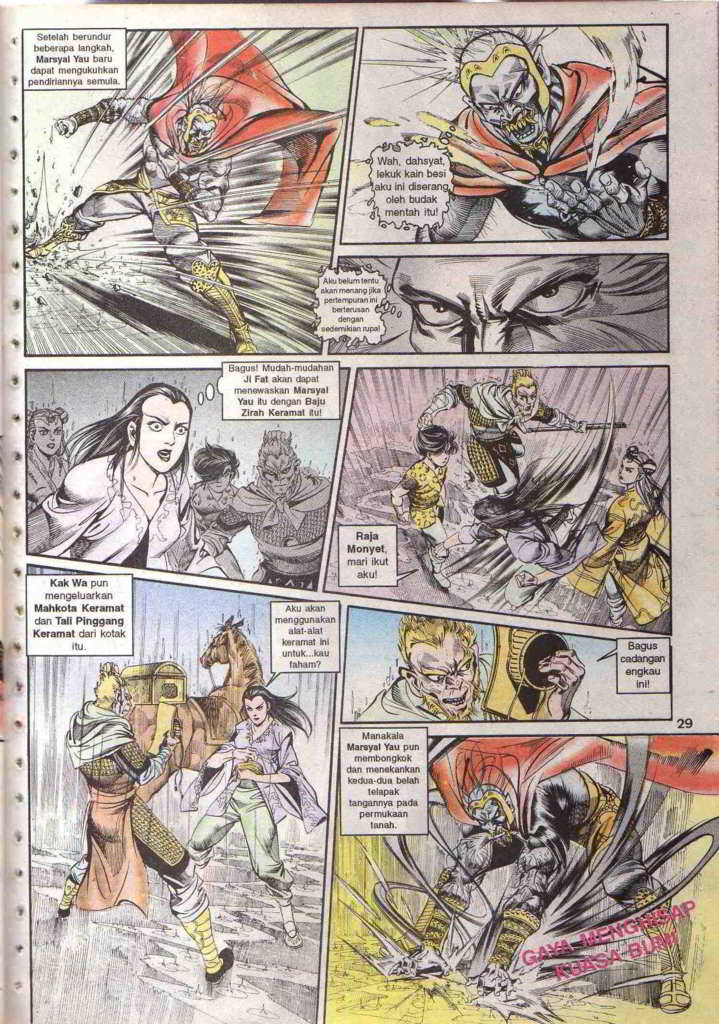 Setelah berundur
beberapa langkah,
Marsyal Yau baru
dapat mengukuhkan
pendiriannya semula.
Wah, dahsyat,
lekuk kain besi
aku ini diserang
oleh budak
mentah itu!
Aku belum tentu
akan menang jika
pertempuran ini
berterusan
dengan
sedemikian rupa!
Bagus! Mudah-mudahan
Ji Fat akan dapat
menewaskan Marsyal
Yau itu dengan Baju
Zirah Keramat itu!
Raja
Monyet,
mari ikut
aku!
Kak Wa pun
mengeluarkan
Mahkota Keramat
dan Tali Pinggang
Keramat dari kotak
itu.
Aku akan
menggunakan
alat-alat
keramat ini
untuk...kau
faham?
Bagus
cadangan
engkau
ini!
29
Manakala
Marsyal Yau pun
membongkok
dan menekankan
kedua-dua belah
telapak
tangannya pada
permukaan
tanah.
GAYA MENGHISAP
KUASA BUMI